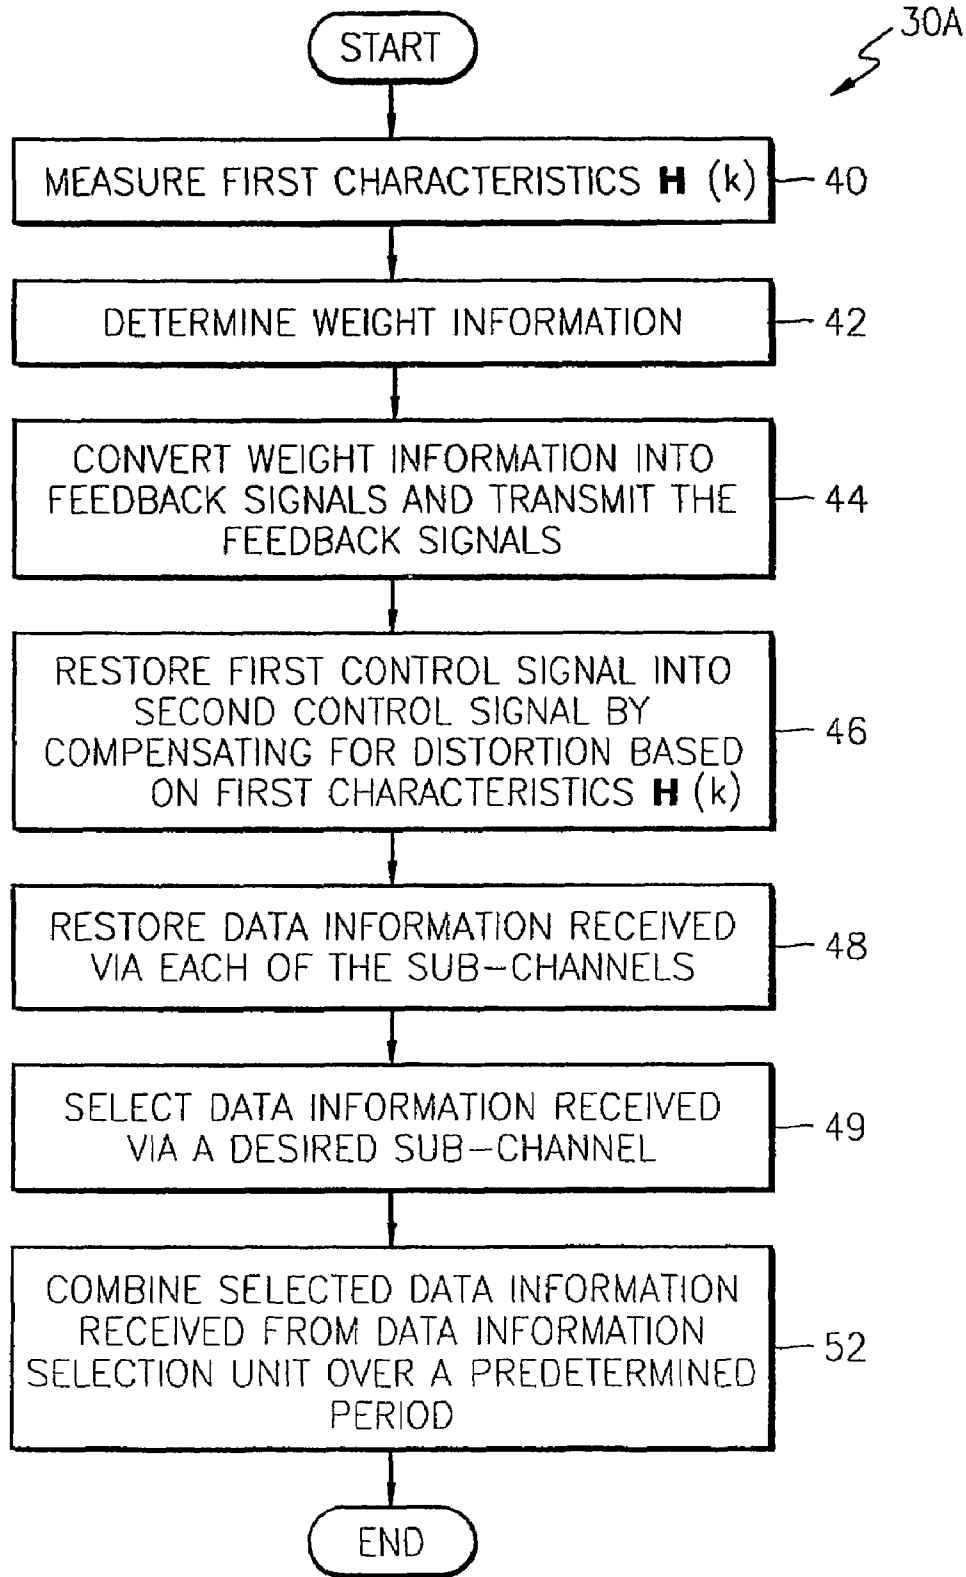 30A
START
MEASURE FIRST CHARACTERISTICS H (k)
40
DETERMINE WEIGHT INFORMATION
42
CONVERT WEIGHT INFORMATION INTO
FEEDBACK SIGNALS AND TRANSMIT THE
FEEDBACK SIGNALS
44
RESTORE FIRST CONTROL SIGNAL INTO
SECOND CONTROL SIGNAL BY
COMPENSATING FOR DISTORTION BASED
ON FIRST CHARACTERISTICS H (k)
46
RESTORE DATA INFORMATION RECEIVED
VIA EACH OF THE SUB-CHANNELS
48
SELECT DATA INFORMATION RECEIVED
VIA A DESIRED SUB-CHANNEL
49
COMBINE SELECTED DATA INFORMATION
RECEIVED FROM DATA INFORMATION
SELECTION UNIT OVER A PREDETERMINED
PERIOD
52
END